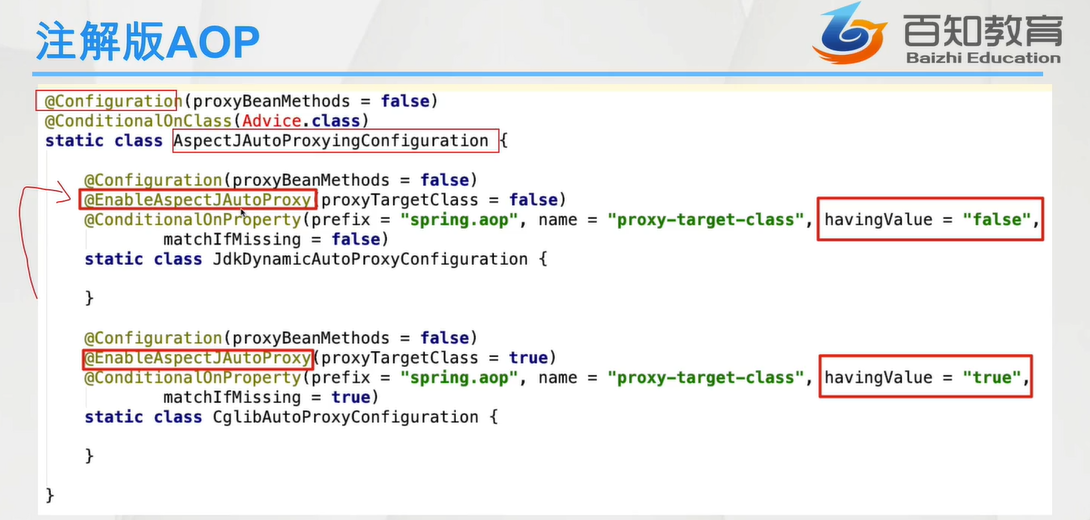 注解版AOP
百知教育
Baizhi Education
@Configuration(proxyBeanMethods = false)
@ConditionalOnClass(Advice.class)
static class AspectJAutoProxyingConfiguration {
@Configuration(proxyBeanMethods = false)
@EnableAspectJAutoProxy(proxyTargetClass = false)
@ConditionalOnProperty(prefix = "spring.aop", name = "proxy-target-class", havingValue = "false",
matchIfMissing = false)
static class JdkDynamicAutoProxyConfiguration {
}
@Configuration(proxyBeanMethods = false)
@EnableAspectJAutoProxy(proxyTargetClass = true)
@ConditionalOnProperty(prefix = "spring.aop", name = "proxy-target-class", havingValue = "true",
matchIfMissing = true)
static class CglibAutoProxyConfiguration {
}
}